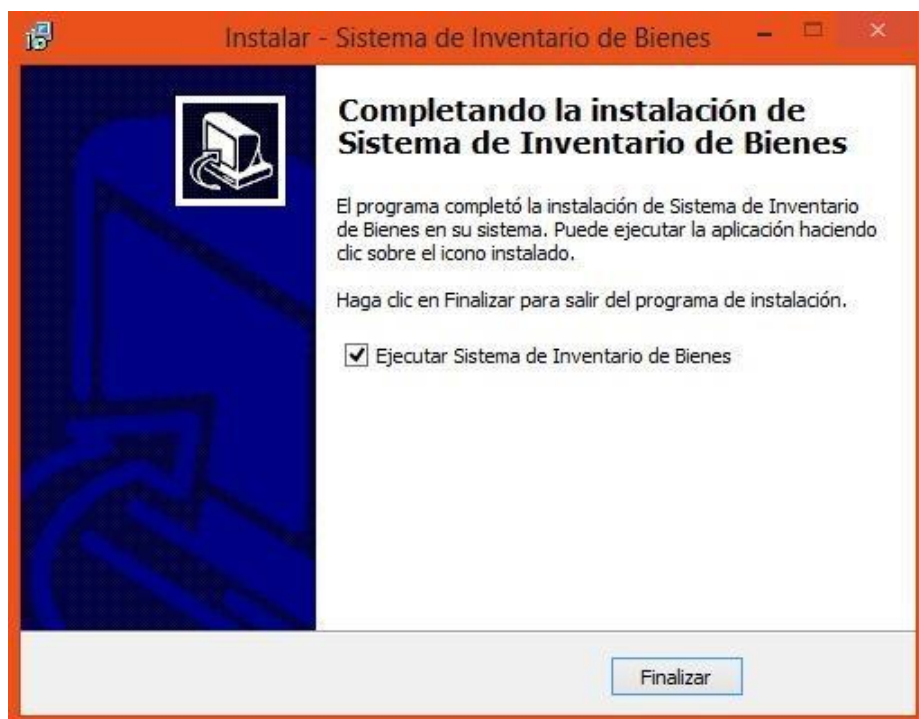 Instalar - Sistema de Inventario de Bienes
Completando la instalación de
Sistema de Inventario de Bienes
El programa completó la instalación de Sistema de Inventario
de Bienes en su sistema. Puede ejecutar la aplicación haciendo
clic sobre el icono instalado.
Haga clic en Finalizar para salir del programa de instalación.
Ejecutar Sistema de Inventario de Bienes
Finalizar